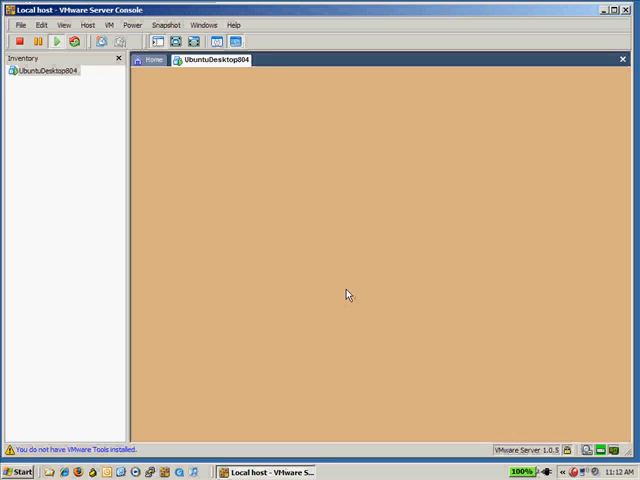 Local host - VMware Server Console
File Edit View Host VM Power Snapshot Windows Help
Inventory
Home UbuntuDesktop804
UbuntuDesktop804
You do not have VMware Tools installed.
VMware Server 1.0.5
Start
Local host - VMware S...
100%
11:12 AM